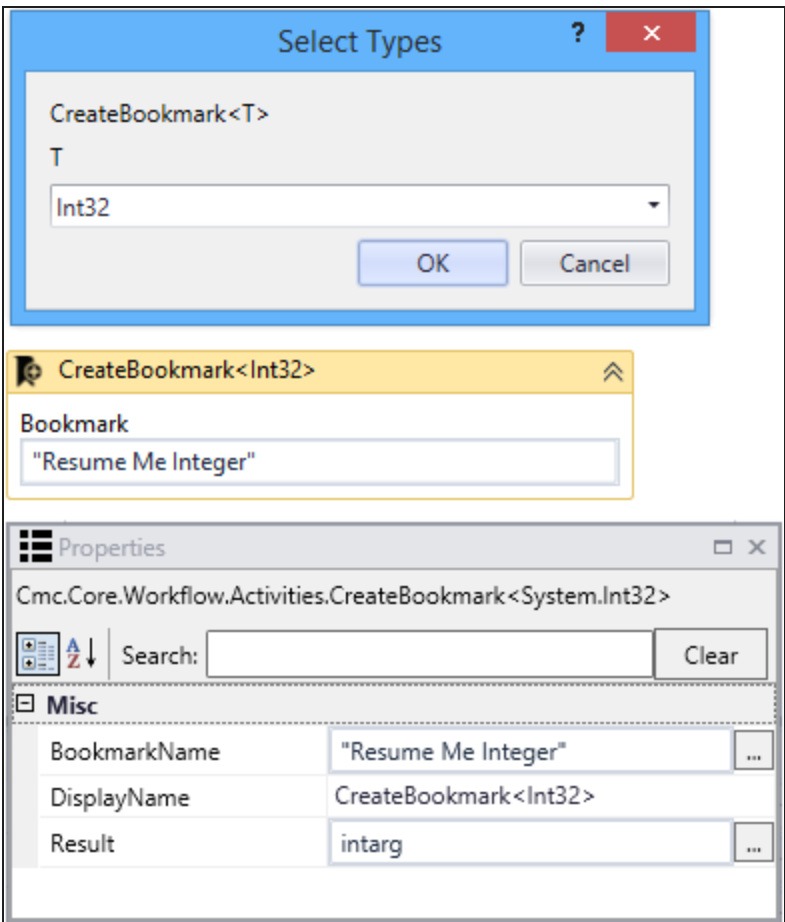 Select Types
?
×
CreateBookmark<T>
T
Int32
OK Cancel
CreateBookmark<Int32>
Bookmark
"Resume Me Integer"
Properties
Cmc.Core.Workflow.Activities.CreateBookmark<System.Int32>
A
Z
Search:
Clear
Misc
BookmarkName "Resume Me Integer" ...
DisplayName CreateBookmark<Int32>
Result intarg ...